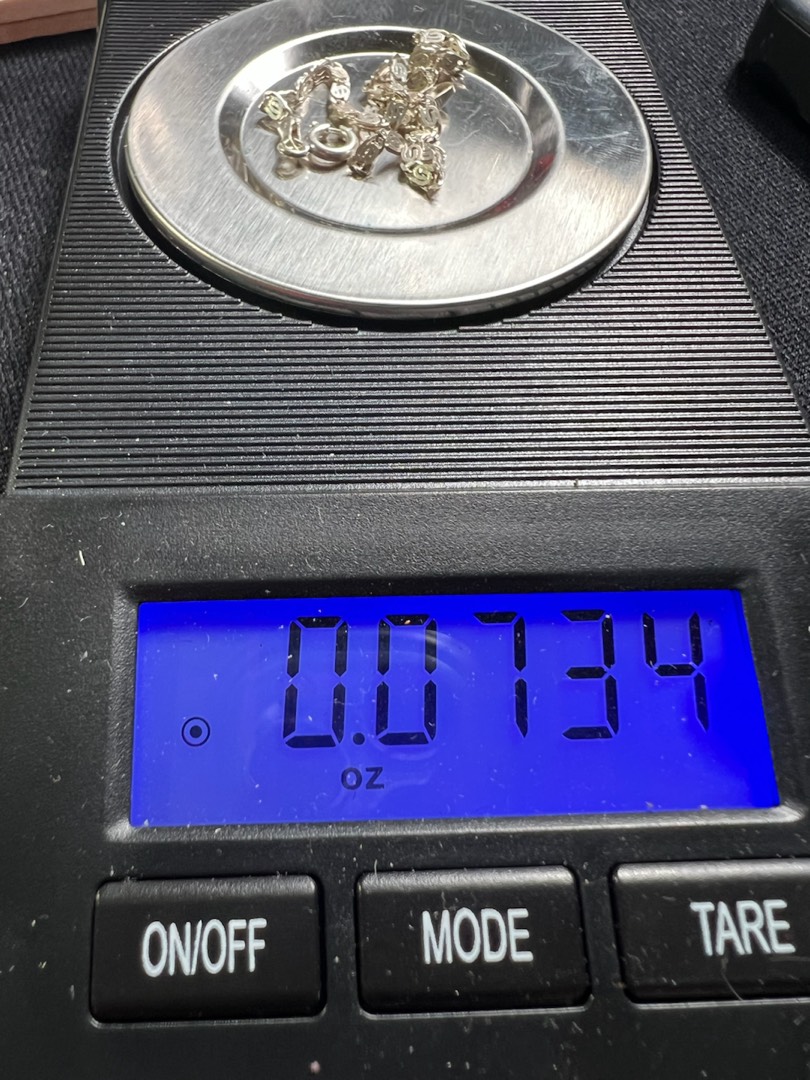 0.0734
oz
ON/OFF MODE TARE